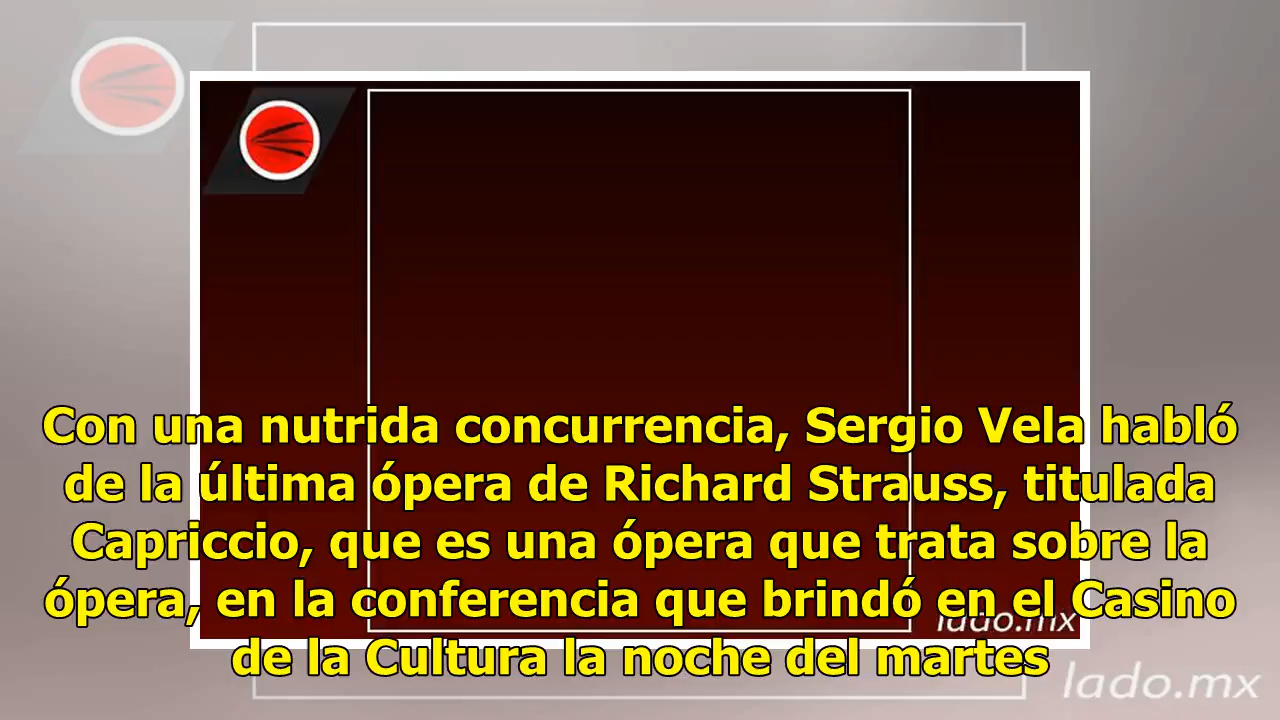 Con una nutrida concurrencia, Sergio Vela habló
de la última ópera de Richard Strauss, titulada
Capriccio, que es una ópera que trata sobre la
ópera, en la conferencia que brindó en el Casino
lado.mx
de la Cultura la noche del martes
lado.mx